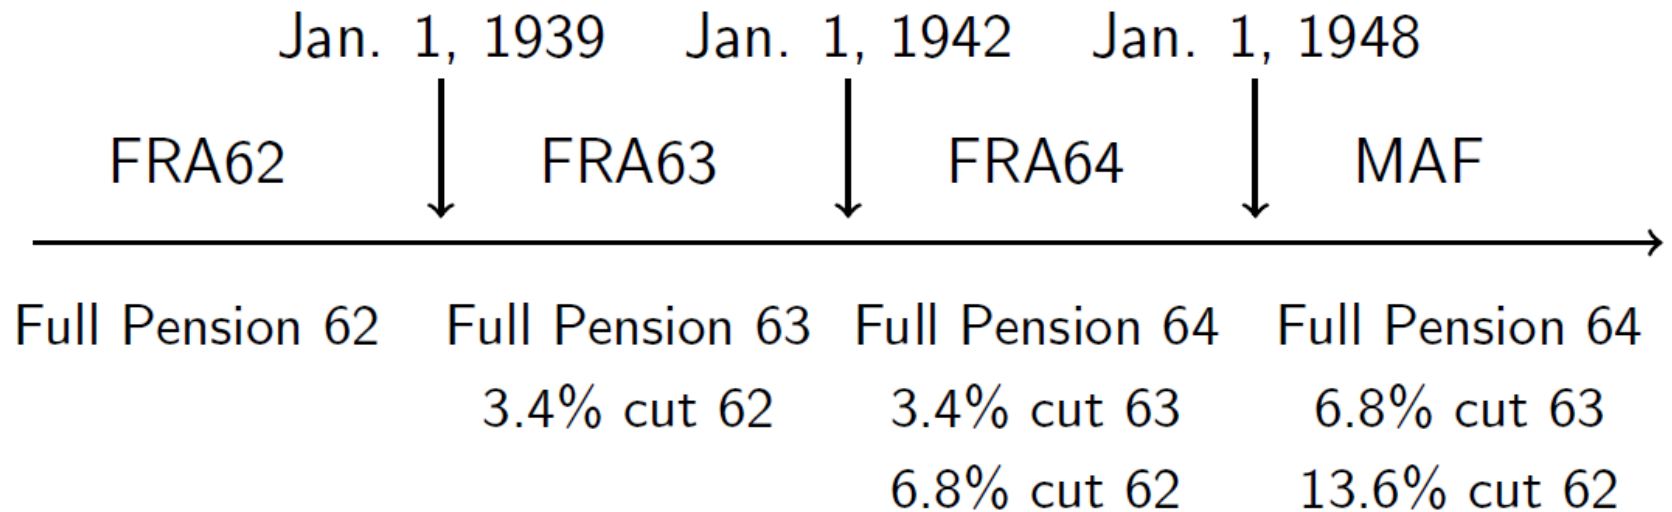 Jan. 1, 1939 Jan. 1, 1942 Jan. 1, 1948
FRA62 FRA63 FRA64 MAF
Full Pension 62 Full Pension 63 Full Pension 64 Full Pension 64
3.4% cut 62 3.4% cut 63 6.8% cut 63
6.8% cut 62 13.6% cut 62